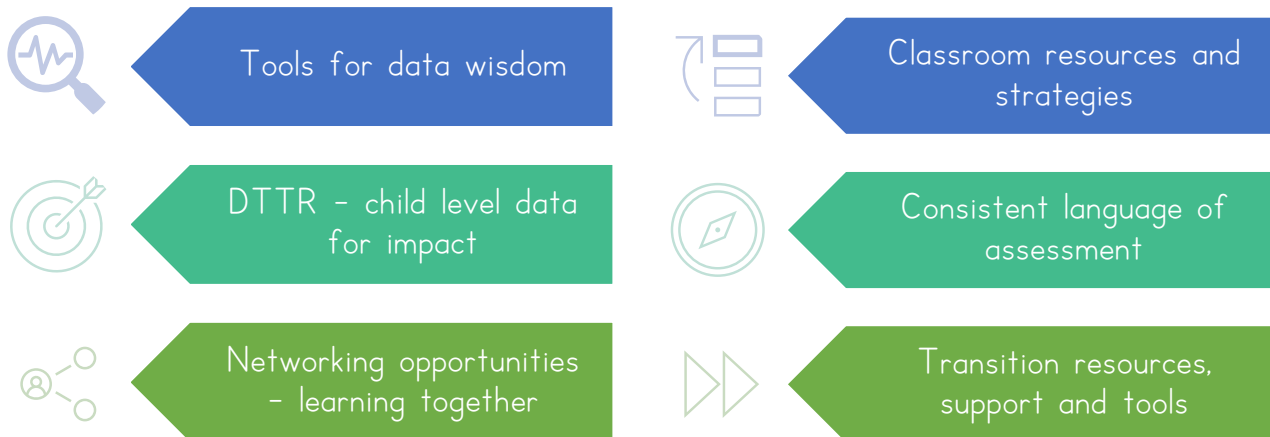 Tools for data wisdom
DTTR - child level data
for impact
Networking opportunities
- learning together
Classroom resources and
strategies
Consistent language of
assessment
Transition resources,
support and tools